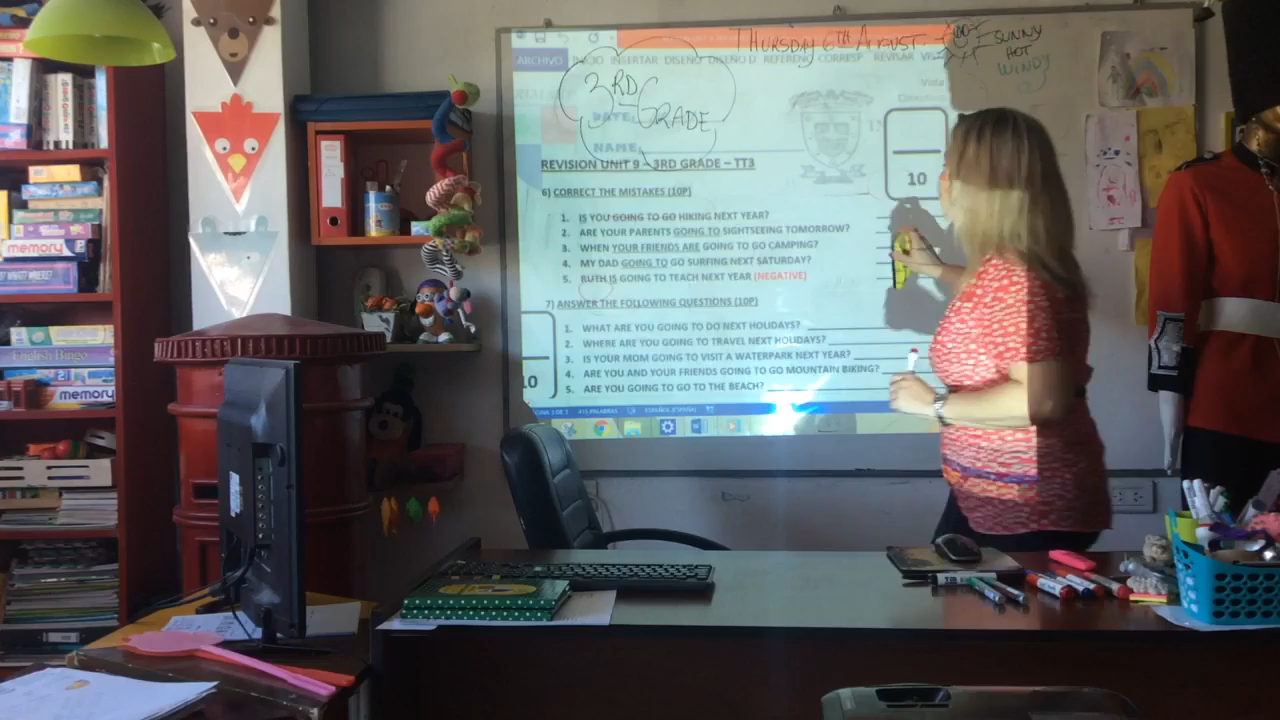 THURSDAY 6TH AUGUST
SUNNY
HOT
WINDY
ARCHIVO INICIO INSERTAR DISEÑO DISEÑO D REFERENC CORRESP REVISAR VIS
Vista
3RD GRADE
DATE:
NAME:
REVISION UNIT 9 – 3RD GRADE – TT3
10
6) CORRECT THE MISTAKES (10P)
1. IS YOU GOING TO GO HIKING NEXT YEAR?
2. ARE YOUR PARENTS GOING TO SIGHTSEEING TOMORROW?
3. WHEN YOUR FRIENDS ARE GOING TO GO CAMPING?
4. MY DAD GOING TO GO SURFING NEXT SATURDAY?
5. RUTH IS GOING TO TEACH NEXT YEAR (NEGATIVE)
7) ANSWER THE FOLLOWING QUESTIONS (10P)
1. WHAT ARE YOU GOING TO DO NEXT HOLIDAYS?
2. WHERE ARE YOU GOING TO TRAVEL NEXT HOLIDAYS?
3. IS YOUR MOM GOING TO VISIT A WATERPARK NEXT YEAR?
4. ARE YOU AND YOUR FRIENDS GOING TO GO MOUNTAIN BIKING?
5. ARE YOU GOING TO GO TO THE BEACH?
10
415 PALABRAS ESPAÑOL (ESPAÑA)
memory
English Bingo
memory